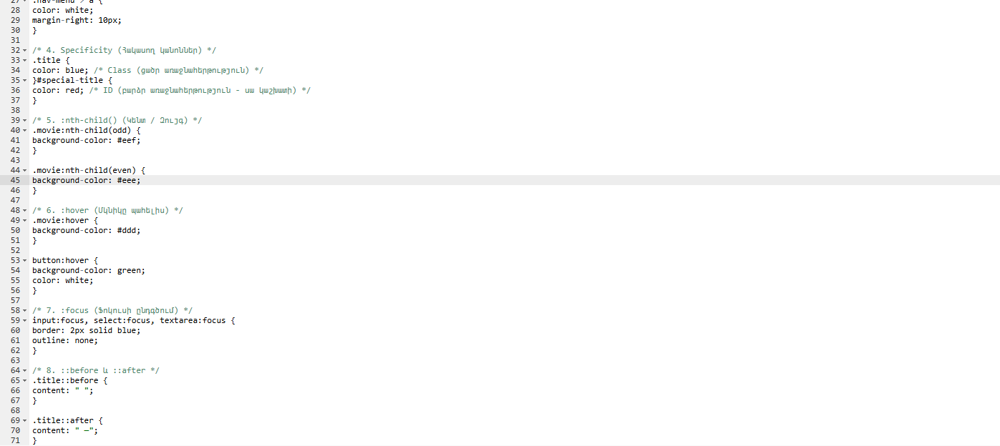 27 .nav-menu > a {
28 color: white;
29 margin-right: 10px;
30 }
31
32 /* 4. Specificity (Հակասող կանոններ) */
33 .title {
34 color: blue; /* Class (ցածր առաջնահերթություն) */
35 }#special-title {
36 color: red; /* ID (բարձր առաջնահերթություն - սա կաշխատի) */
37 }
38
39 /* 5. :nth-child() (Կենտ / Զույգ) */
40 .movie:nth-child(odd) {
41 background-color: #eef;
42 }
43
44 .movie:nth-child(even) {
45 background-color: #eee;
46 }
47
48 /* 6. :hover (Մկնիկը պահելիս) */
49 .movie:hover {
50 background-color: #ddd;
51 }
52
53 button:hover {
54 background-color: green;
55 color: white;
56 }
57
58 /* 7. :focus (Ֆոկուսի ընդգծում) */
59 input:focus, select:focus, textarea:focus {
60 border: 2px solid blue;
61 outline: none;
62 }
63
64 /* 8. ::before և ::after */
65 .title::before {
66 content: " ";
67 }
68
69 .title::after {
70 content: " —";
71 }